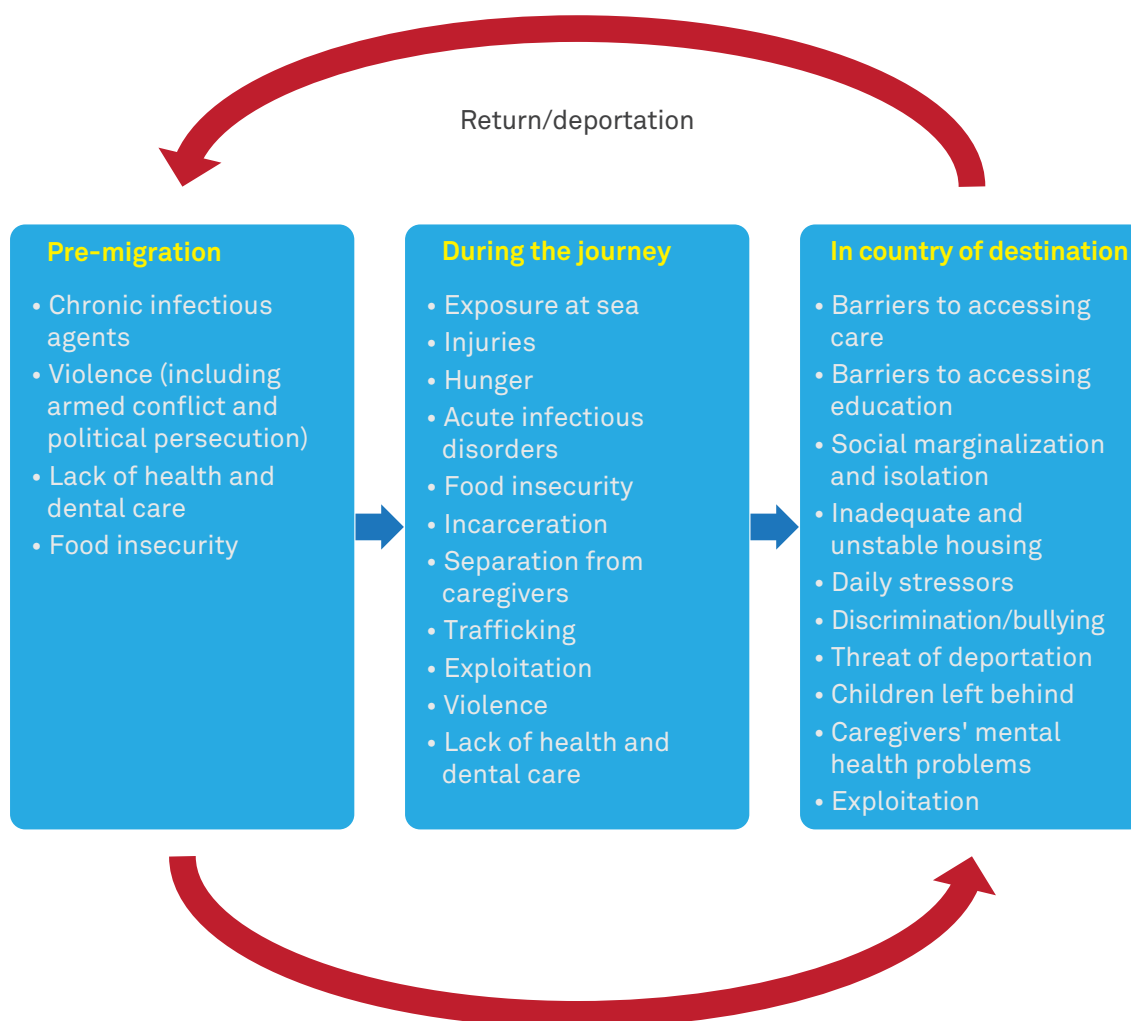 Return/deportation
Pre-migration
• Chronic infectious
agents
• Violence (including
armed conflict and
political persecution)
• Lack of health and
dental care
• Food insecurity
During the journey
• Exposure at sea
• Injuries
• Hunger
• Acute infectious
disorders
• Food insecurity
• Incarceration
• Separation from
caregivers
• Trafficking
• Exploitation
• Violence
• Lack of health and
dental care
In country of destination
• Barriers to accessing
care
• Barriers to accessing
education
• Social marginalization
and isolation
• Inadequate and
unstable housing
• Daily stressors
• Discrimination/bullying
• Threat of deportation
• Children left behind
• Caregivers' mental
health problems
• Exploitation